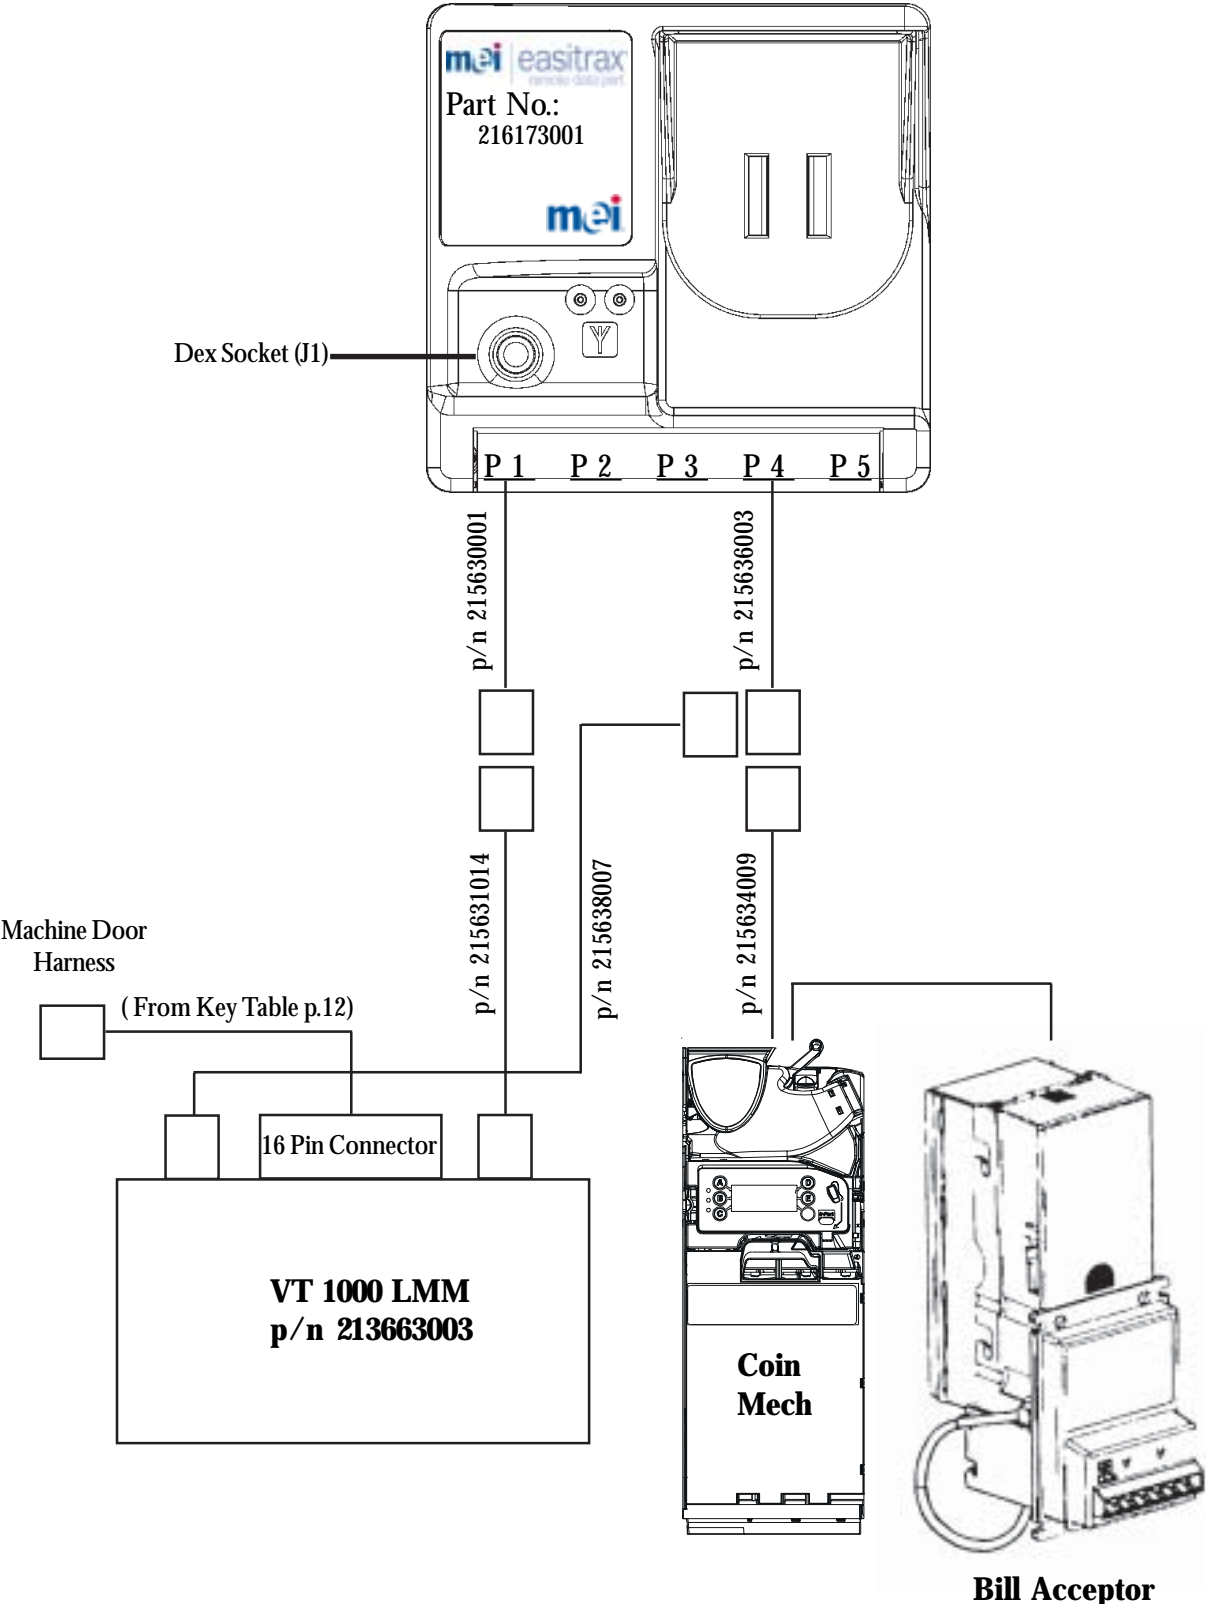 mei easitrax
remote data port
Part No.:
216173001
mei
Dex Socket (J1)
P 1 P 2 P 3 P 4 P 5
p/n 215630001
p/n 215636003
p/n 215631014
p/n 215638007
p/n 215634009
Machine Door
Harness
( From Key Table p.12)
16 Pin Connector
VT 1000 LMM
p/n 213663003
A
B
C
D
E
Coin
Mech
Bill Acceptor